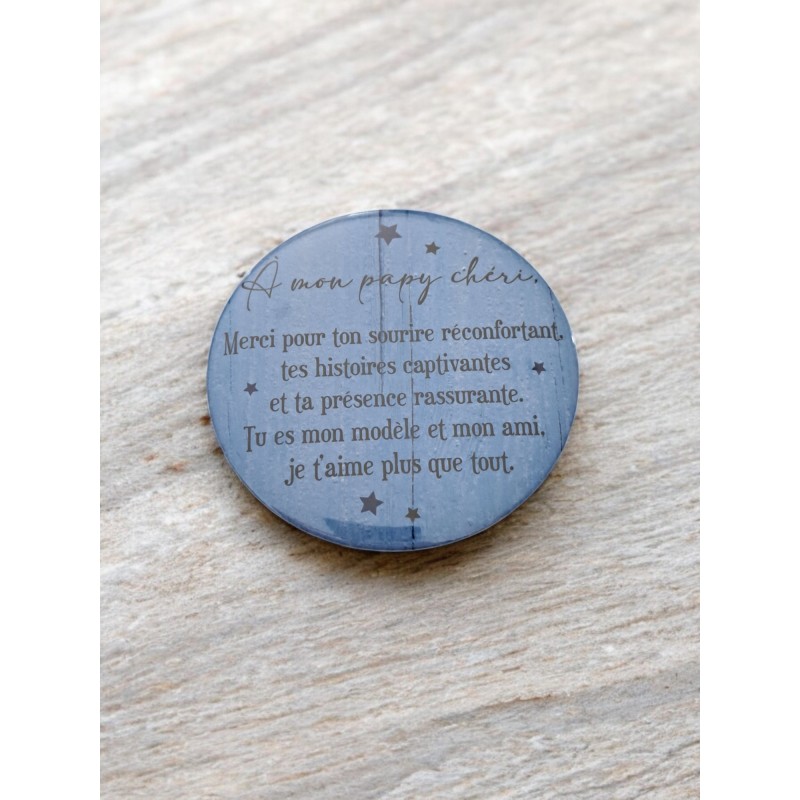 À mon papy chéri,
Merci pour ton sourire réconfortant,
tes histoires captivantes
et ta présence rassurante.
Tu es mon modèle et mon ami,
je t'aime plus que tout.